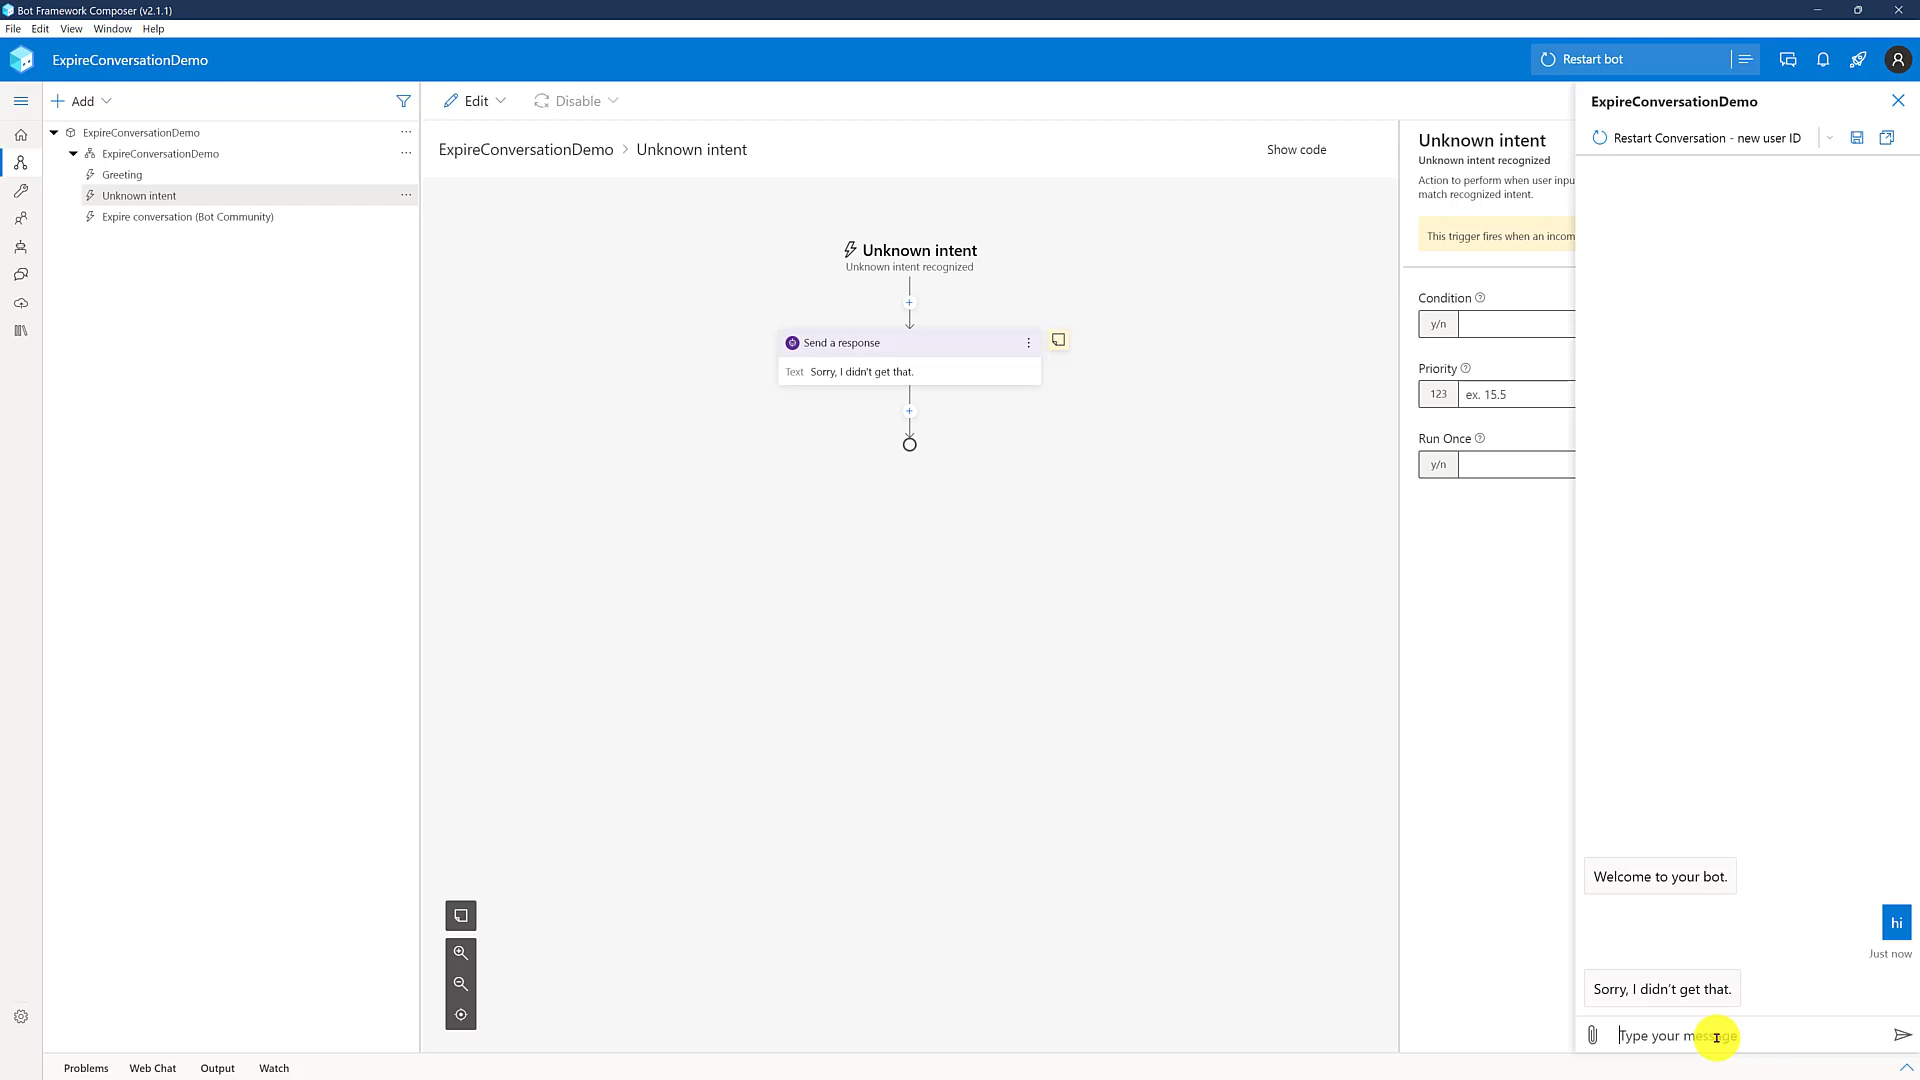 Bot Framework Composer (v2.1.1)
File Edit View Window Help
ExpireConversationDemo
Restart bot
Add
Edit
Disable
ExpireConversationDemo
ExpireConversationDemo
Greeting
Unknown intent
Expire conversation (Bot Community)
ExpireConversationDemo > Unknown intent
Show code
Unknown intent
Unknown intent recognized
Send a response
Text Sorry, I didn't get that.
Unknown intent
Unknown intent recognized
Action to perform when user inpu
match recognized intent.
This trigger fires when an incom
Condition
y/n
Priority
123 ex. 15.5
Run Once
y/n
ExpireConversationDemo
Restart Conversation - new user ID
Welcome to your bot.
hi
Just now
Sorry, I didn't get that.
Type your message
Problems Web Chat Output Watch